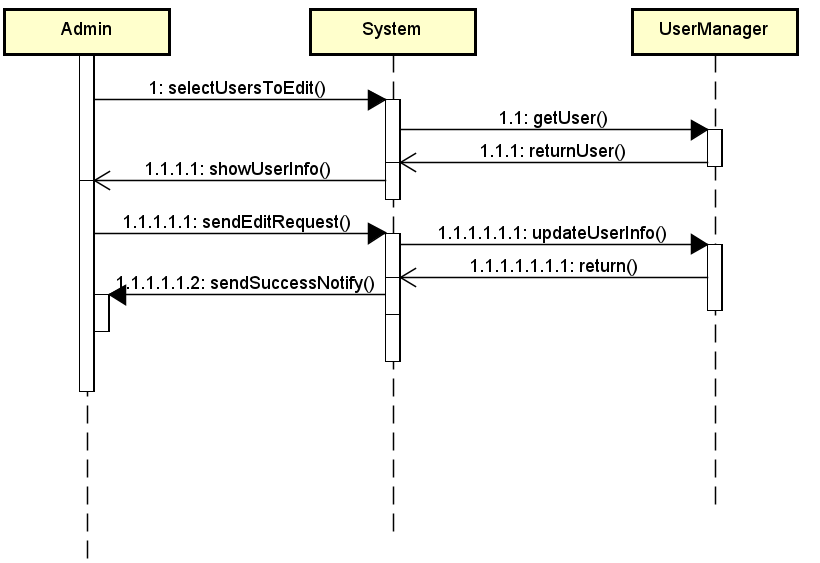 Admin
System
UserManager
1: selectUsersToEdit()
1.1: getUser()
1.1.1: returnUser()
1.1.1.1: showUserInfo()
1.1.1.1.1: sendEditRequest()
1.1.1.1.1.1: updateUserInfo()
1.1.1.1.1.1.1: return()
1.1.1.1.1.2: sendSuccessNotify()